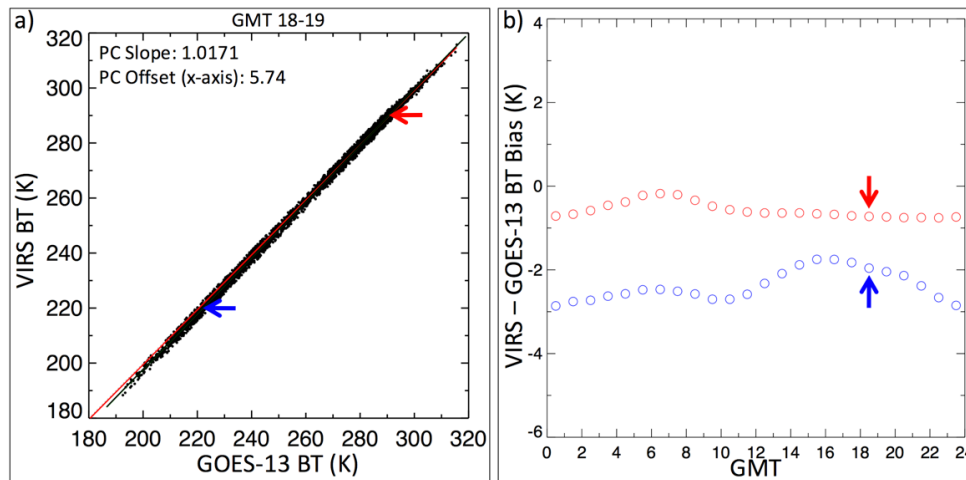 a)
GMT 18-19
PC Slope: 1.0171
PC Offset (x-axis): 5.74
VIRS BT (K)
320
300
280
260
240
220
200
180
180 200 220 240 260 280 300 320
GOES-13 BT (K)
b)
VIRS – GOES-13 BT Bias (K)
4
2
0
-2
-4
-6
0 2 4 6 8 10 12 14 16 18 20 22 24
GMT